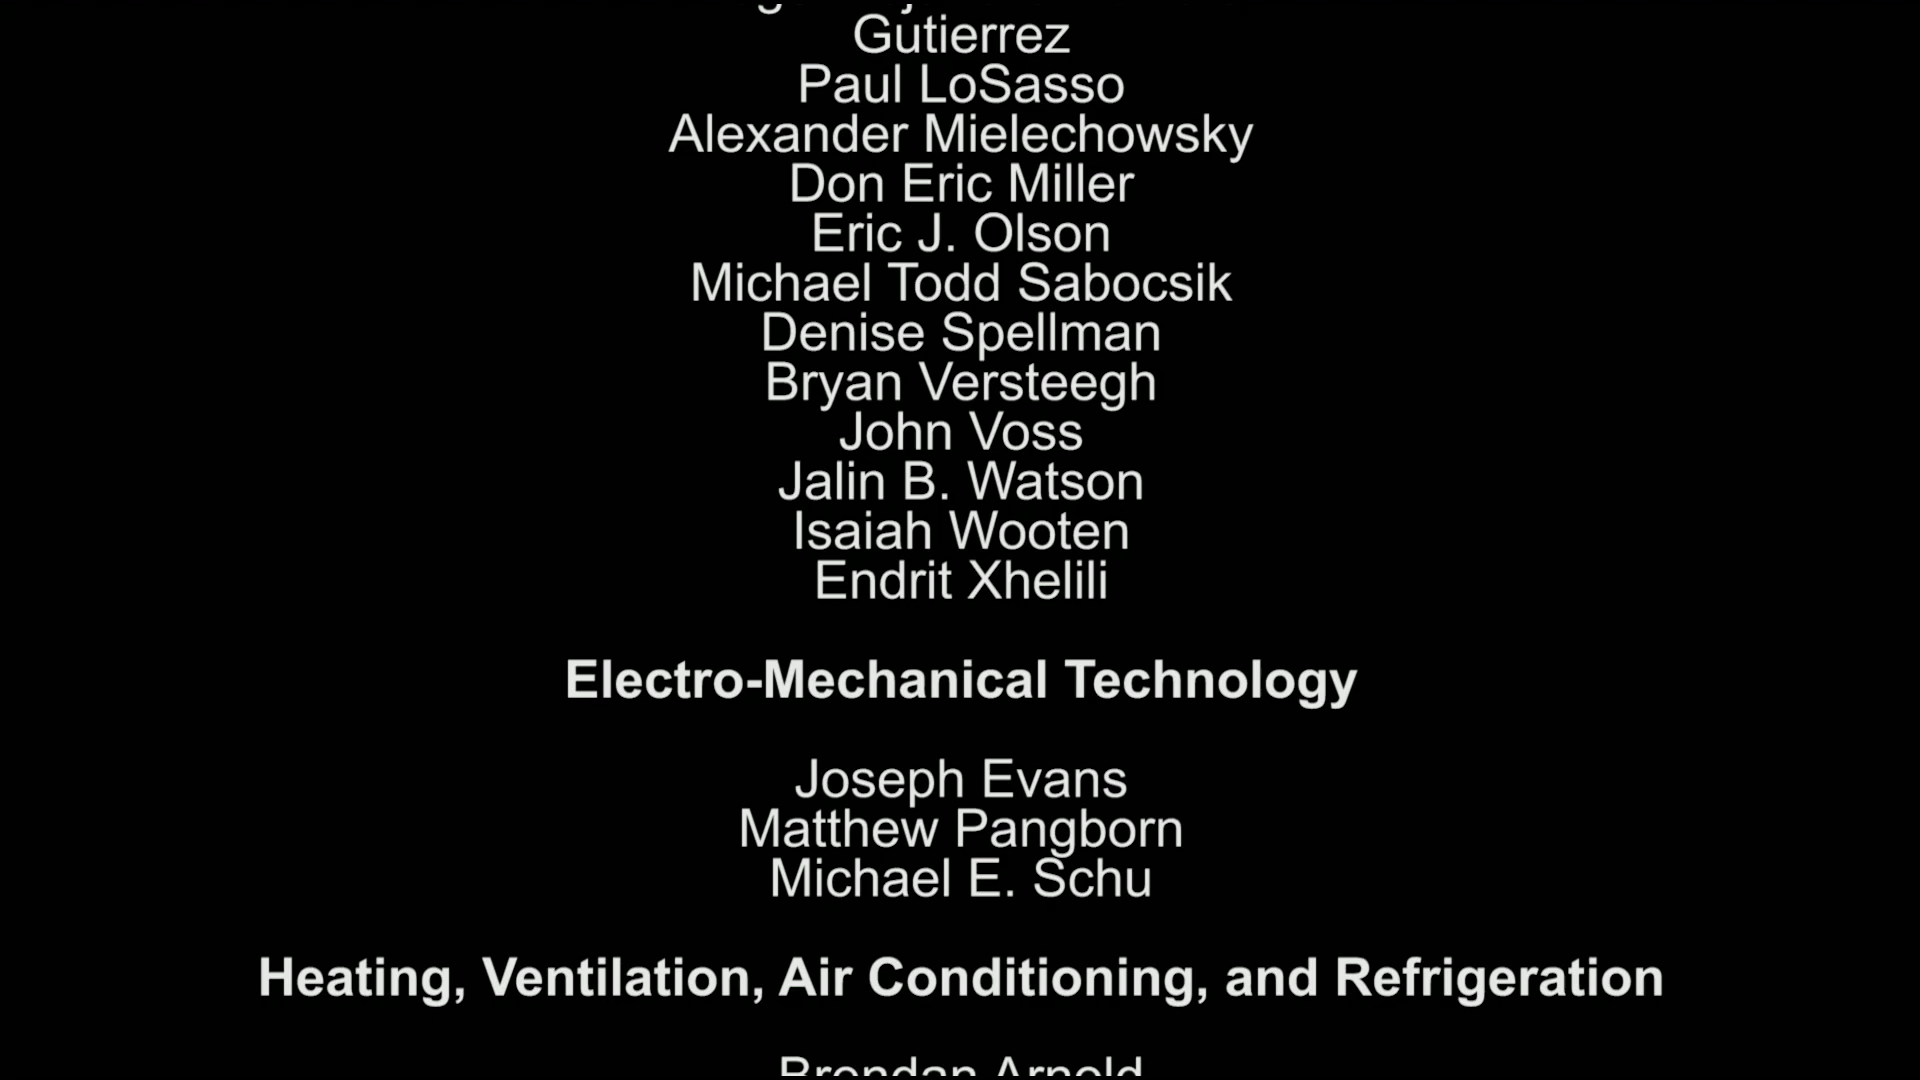 Gutierrez
Paul LoSasso
Alexander Mielechowsky
Don Eric Miller
Eric J. Olson
Michael Todd Sabocsik
Denise Spellman
Bryan Versteegh
John Voss
Jalin B. Watson
Isaiah Wooten
Endrit Xhelili
Electro-Mechanical Technology
Joseph Evans
Matthew Pangborn
Michael E. Schu
Heating, Ventilation, Air Conditioning, and Refrigeration
Brendan Arnold